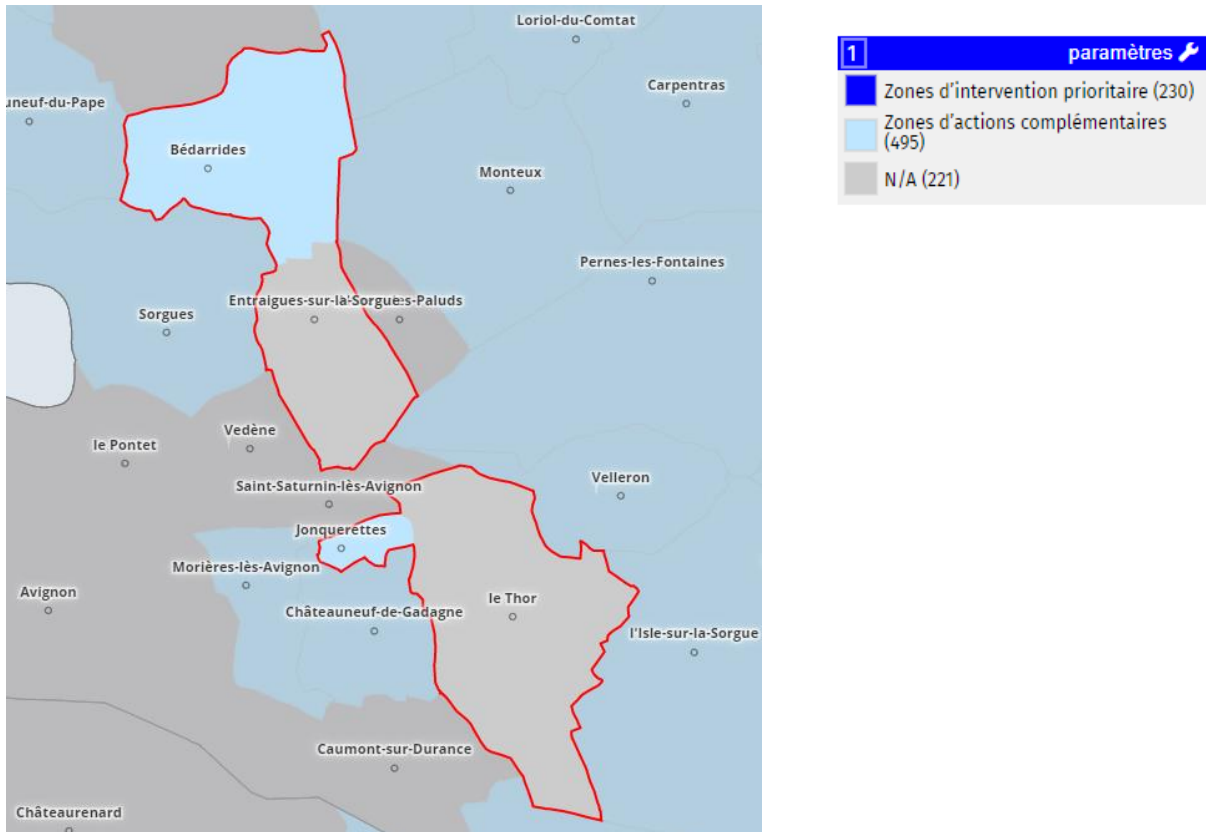 Loriol-du-Comtat
Carpentras
uneuf-du-Pape
Bédarrides
Monteux
Pernes-les-Fontaines
Entraigues-sur-la-Sorgue
es-Paluds
Sorgues
Vedène
le Pontet
Velleron
Saint-Saturnin-lès-Avignon
Jonquerettes
Morières-lès-Avignon
Avignon
le Thor
Châteauneuf-de-Gadagne
l'Isle-sur-la-Sorgue
Caumont-sur-Durance
Châteaurenard
1 paramètres
Zones d'intervention prioritaire (230)
Zones d'actions complémentaires
(495)
N/A (221)